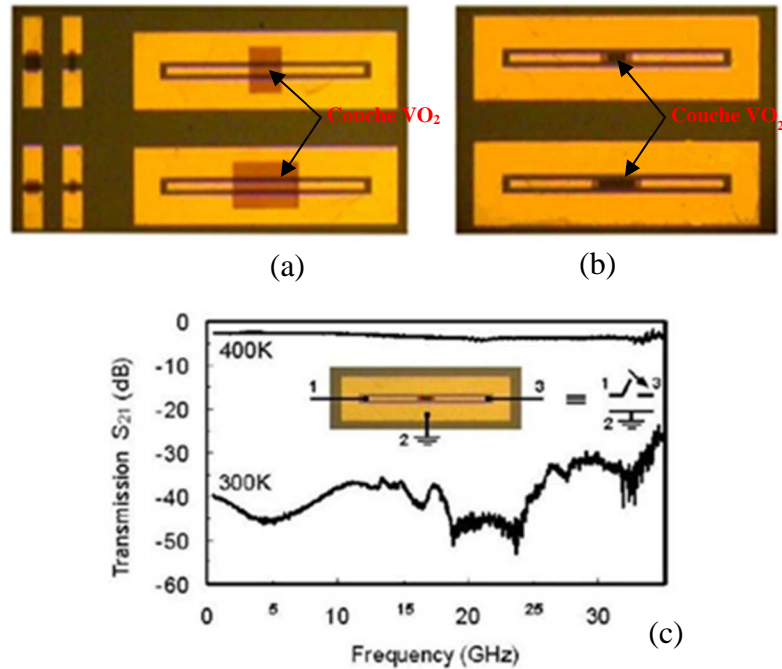 Couche VO₂
Couche VO₂
(a)
(b)
Transmission S₂₁ (dB)
0
-10
-20
-30
-40
-50
-60
400K
300K
1
3
2
=
1
3
2
0
5
10
15
20
25
30
Frequency (GHz)
(c)